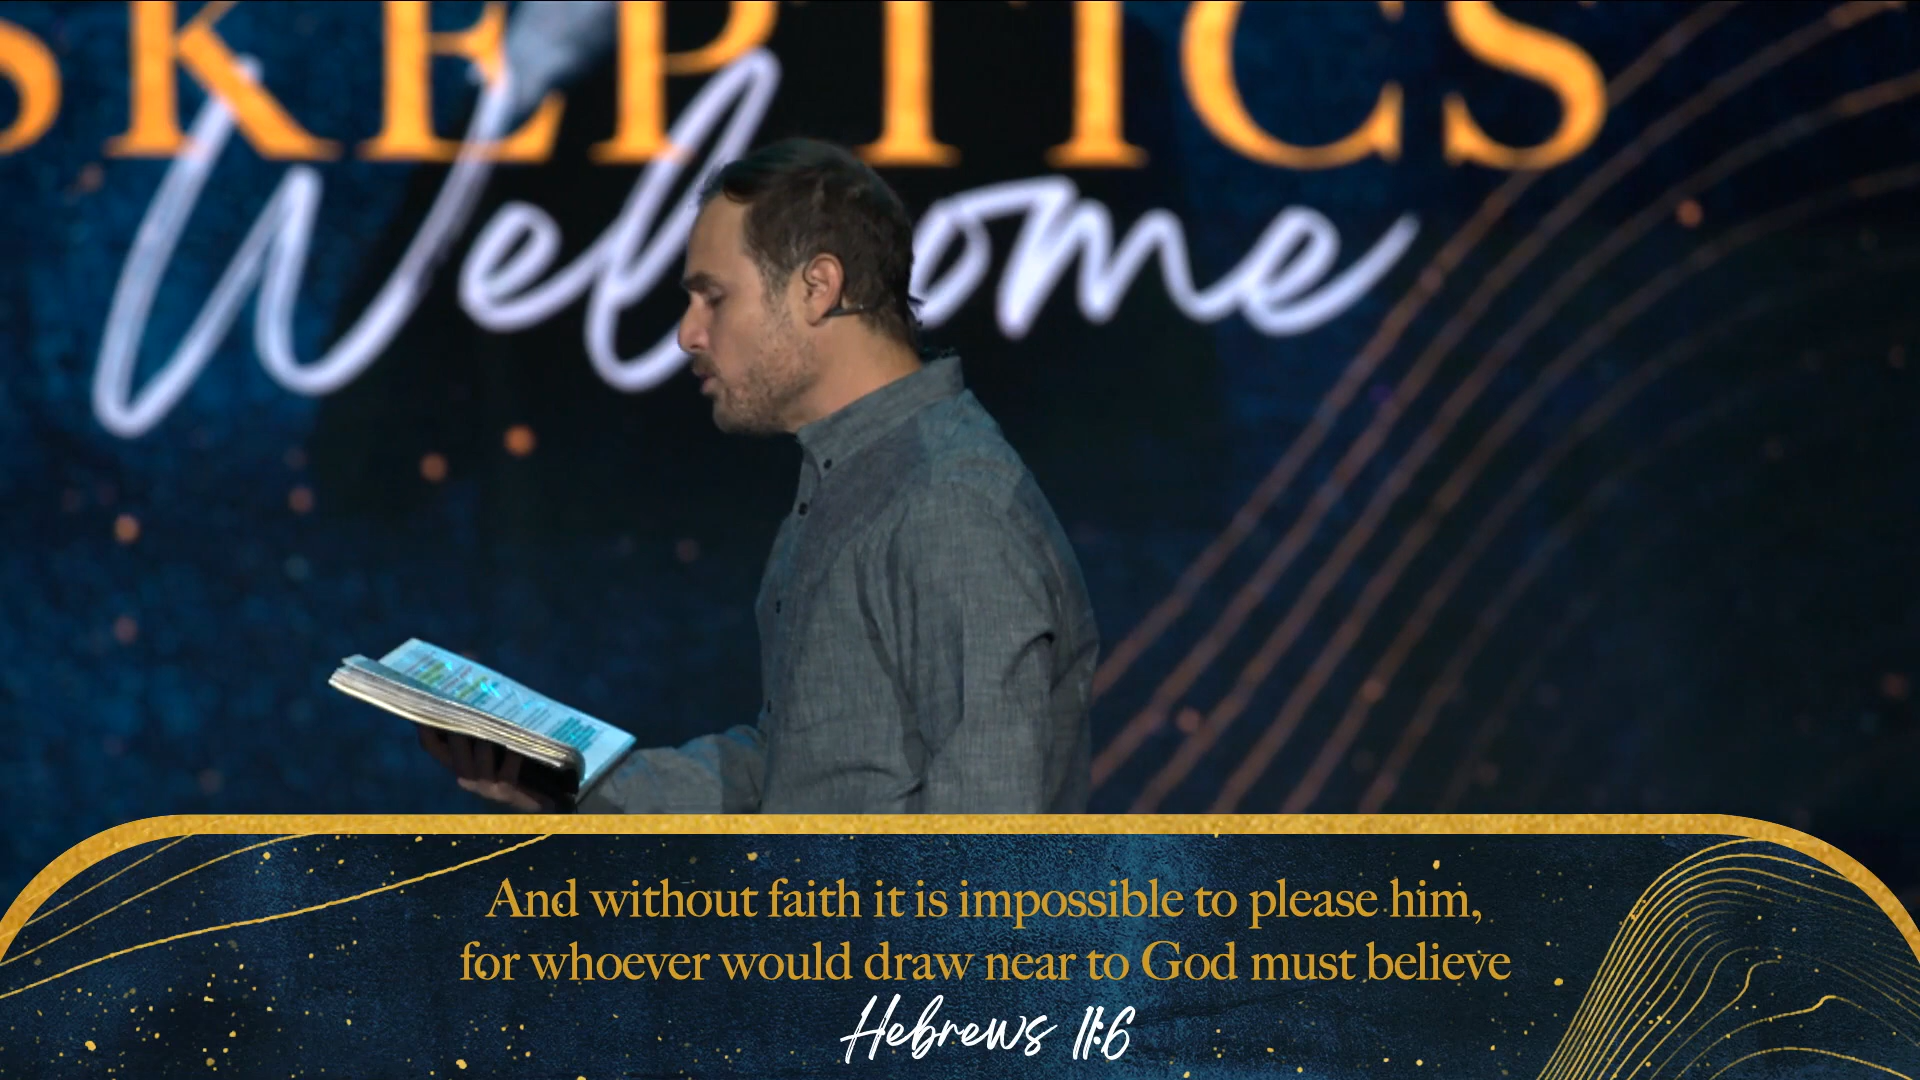 SKEPTICS
Welcome
And without faith it is impossible to please him,
for whoever would draw near to God must believe
Hebrews 11:6